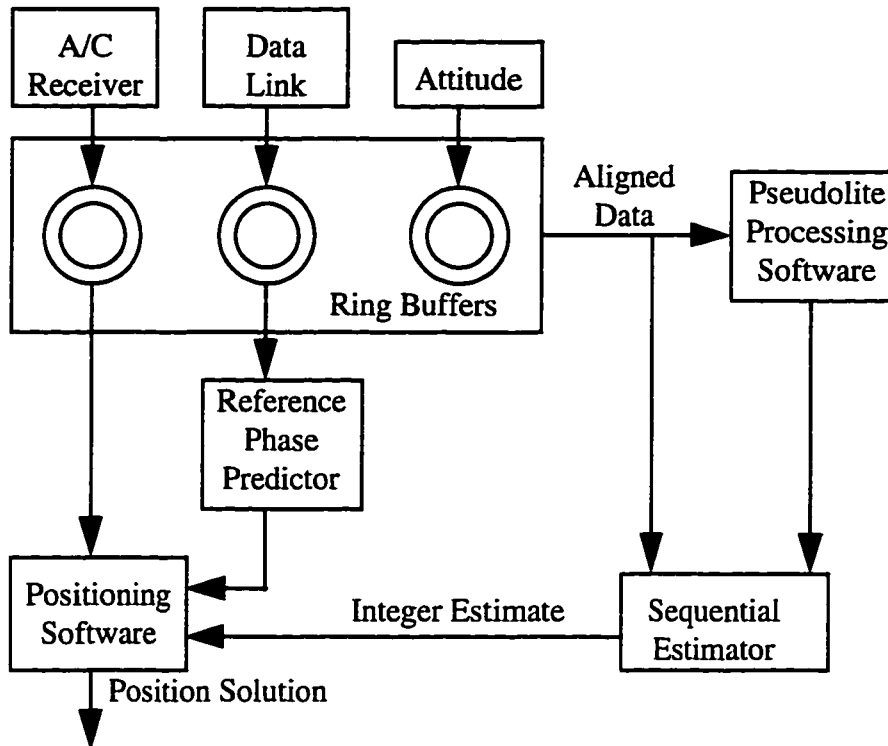 A/C
Receiver
Data
Link
Attitude
Aligned
Data
Pseudolite
Processing
Software
Ring Buffers
Reference
Phase
Predictor
Positioning
Software
Integer Estimate
Sequential
Estimator
Position Solution